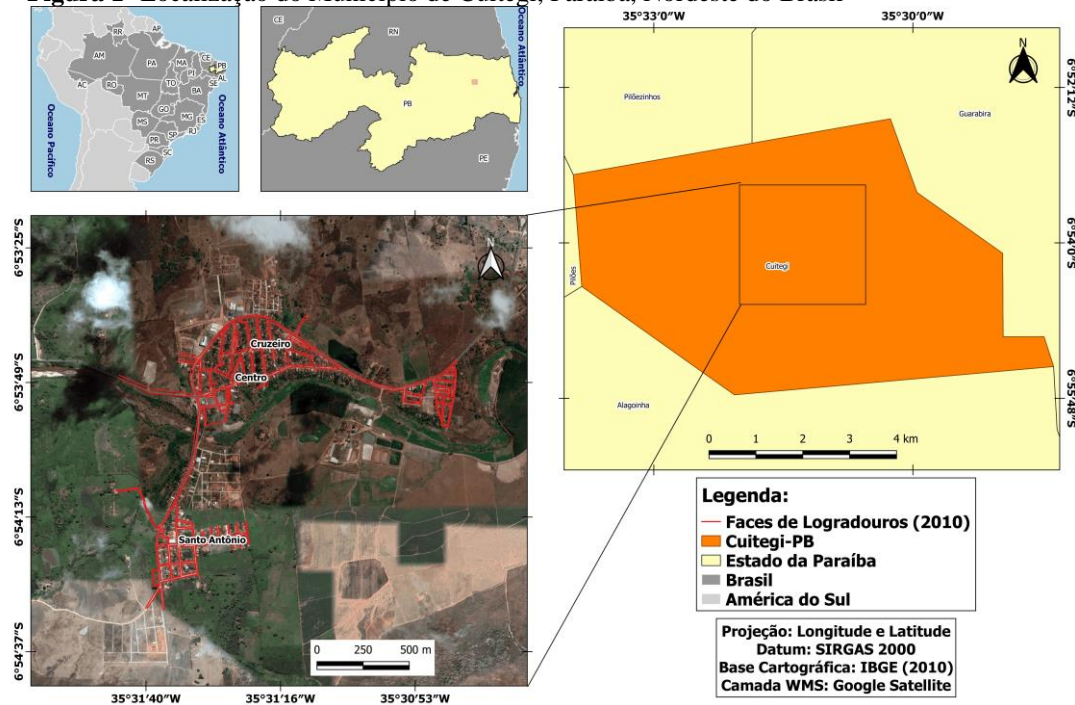 Figura 1- Localização do Município de Cuitegi, Paraíba, Nordeste do Brasil
RR
AP
AM
PA
MA
CE
PB
PI
AL
SE
TO
AC
RO
BA
MT
GO
MG
MS
ES
SP
RJ
PR
SC
RS
Oceano Pacífico
Oceano Atlântico
CE
RN
PB
PE
Oceano Atlântico
35°33'0"W
35°30'0"W
N
Pilõezinhos
Guarabira
Cuitegi
Pilões
Alagoinha
6°52'12"S
6°54'0"S
6°55'48"S
0 1 2 3 4 km
6°53'25"S
6°53'49"S
6°54'13"S
6°54'37"S
N
Cruzeiro
Centro
Santo Antônio
0 250 500 m
35°31'40"W
35°31'16"W
35°30'53"W
Legenda:
Faces de Logradouros (2010)
Cuitegi-PB
Estado da Paraíba
Brasil
América do Sul
Projeção: Longitude e Latitude
Datum: SIRGAS 2000
Base Cartográfica: IBGE (2010)
Camada WMS: Google Satellite